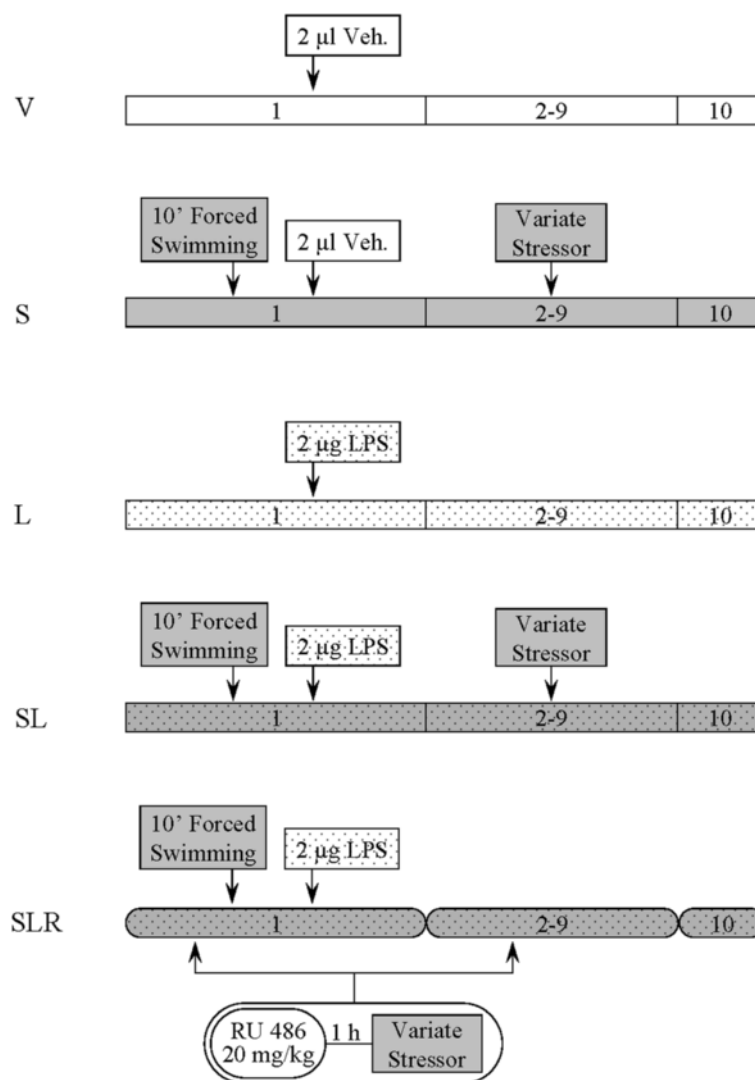 2 μl Veh.
V
1
2-9
10
10’ Forced
Swimming
2 μl Veh.
Variate
Stressor
S
1
2-9
10
2 μg LPS
L
1
2-9
10
10’ Forced
Swimming
2 μg LPS
Variate
Stressor
SL
1
2-9
10
10’ Forced
Swimming
2 μg LPS
SLR
1
2-9
10
RU 486
20 mg/kg
1 h
Variate
Stressor